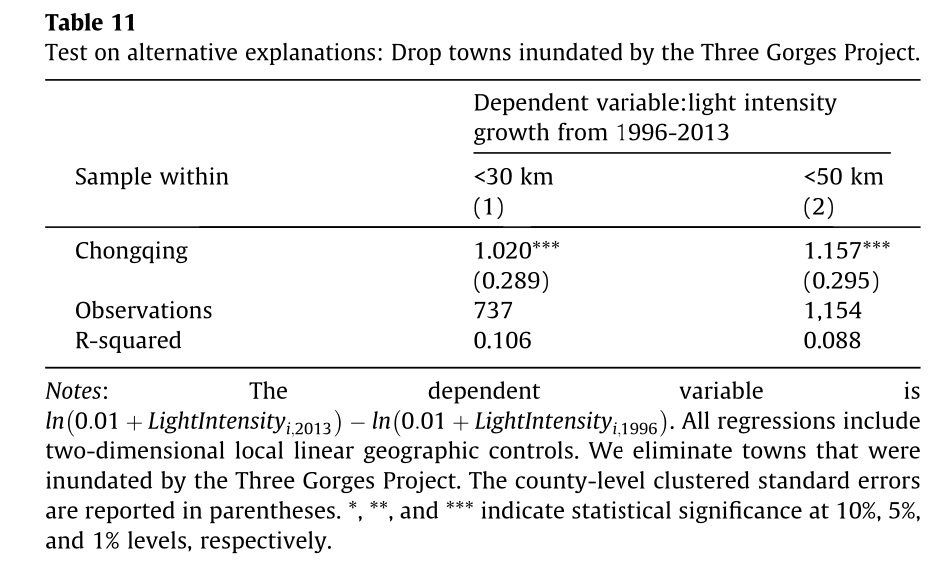 Table 11
Test on alternative explanations: Drop towns inundated by the Three Gorges Project.
Dependent variable:light intensity
growth from 1996-2013
Sample within <30 km <50 km
(1) (2)
Chongqing 1.020*** 1.157***
(0.289) (0.295)
Observations 737 1,154
R-squared 0.106 0.088
Notes: The dependent variable is
ln(0.01 + LightIntensity_{i,2013}) − ln(0.01 + LightIntensity_{i,1996}). All regressions include
two-dimensional local linear geographic controls. We eliminate towns that were
inundated by the Three Gorges Project. The county-level clustered standard errors
are reported in parentheses. *, **, and *** indicate statistical significance at 10%, 5%,
and 1% levels, respectively.